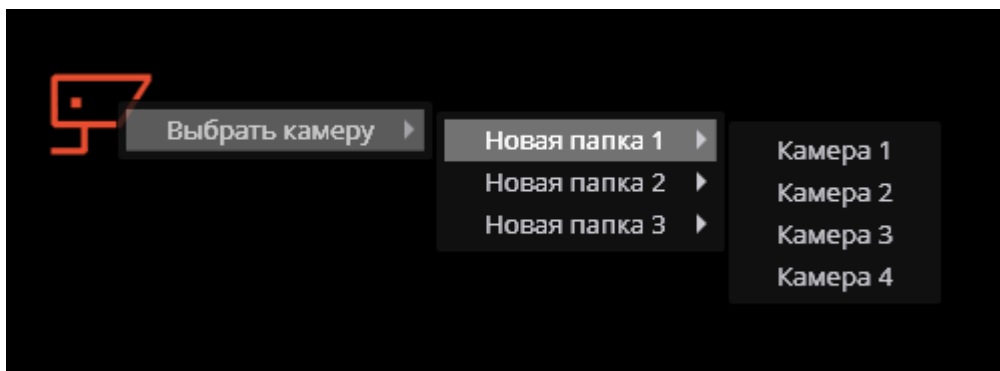 Выбрать камеру
Новая папка 1
Новая папка 2
Новая папка 3
Камера 1
Камера 2
Камера 3
Камера 4